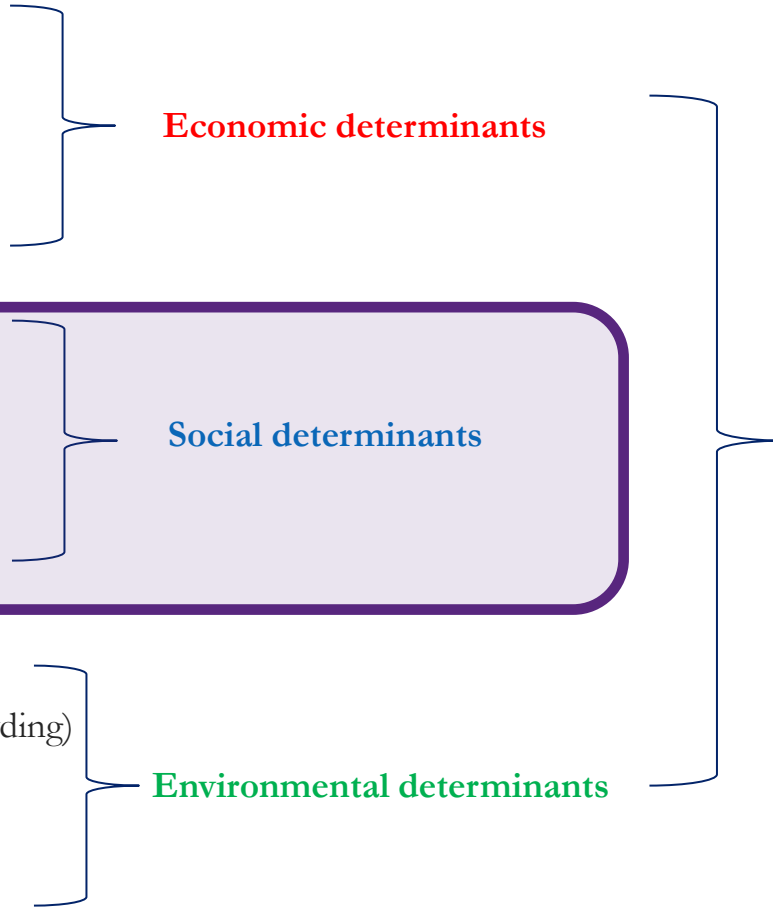 Economic determinants
Social determinants
ding)
Environmental determinants